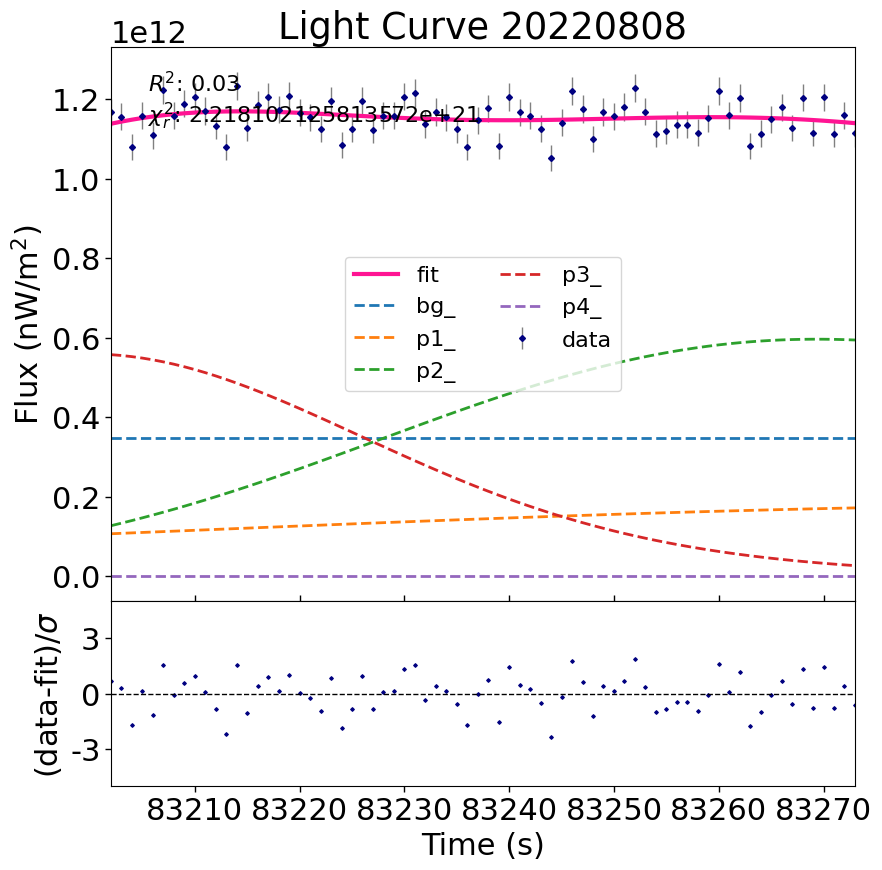 Light Curve 20220808
1e12
R²: 0.03
χ²ᵣ: 2.218102125813572e+21
1.2
1.0
0.8
0.6
0.4
0.2
0.0
Flux (nW/m²)
fit
bg_
p1_
p2_
p3_
p4_
data
3
0
-3
(data-fit)/σ
83210 83220 83230 83240 83250 83260 83270
Time (s)